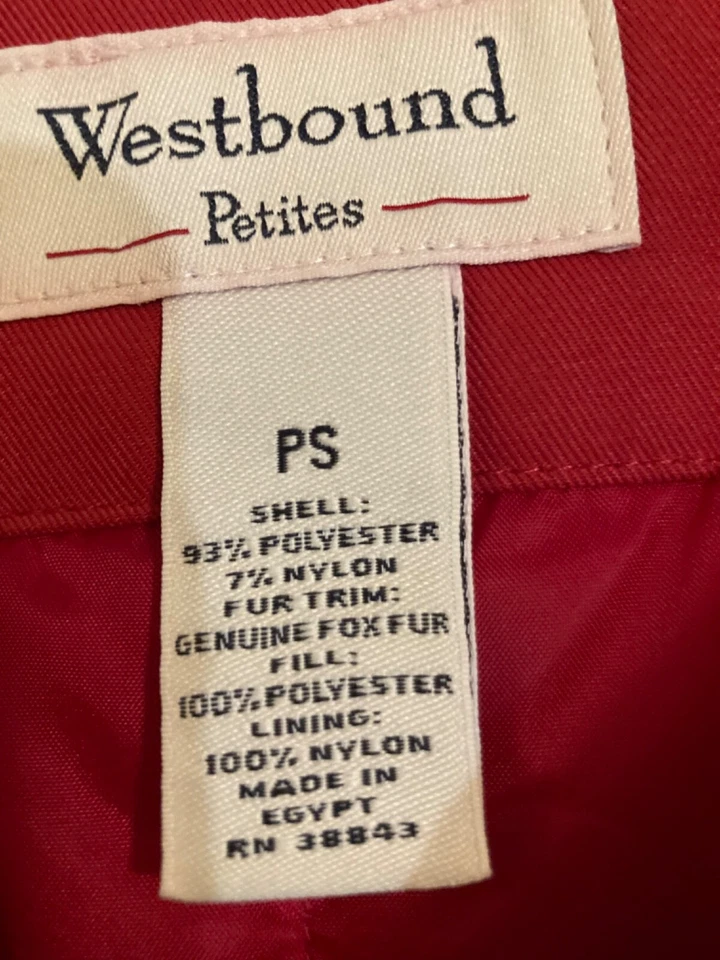 Westbound
Petites
PS
SHELL:
93% POLYESTER
7% NYLON
FUR TRIM:
GENUINE FOX FUR
FILL:
100% POLYESTER
LINING:
100% NYLON
MADE IN
EGYPT
RN 38843